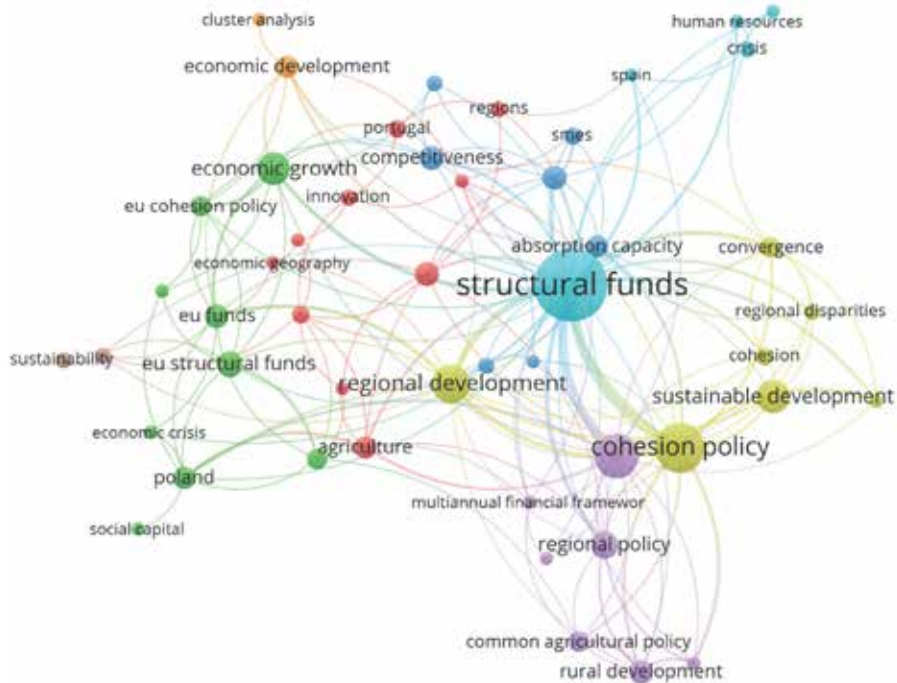 cluster analysis
human resources
crisis
economic development
spain
regions
portugal
smes
competitiveness
economic growth
innovation
eu cohesion policy
absorption capacity
convergence
economic geography
structural funds
eu funds
regional disparities
sustainability
eu structural funds
cohesion
regional development
sustainable development
economic crisis
agriculture
cohesion policy
poland
multiannual financial framewor
social capital
regional policy
common agricultural policy
rural development